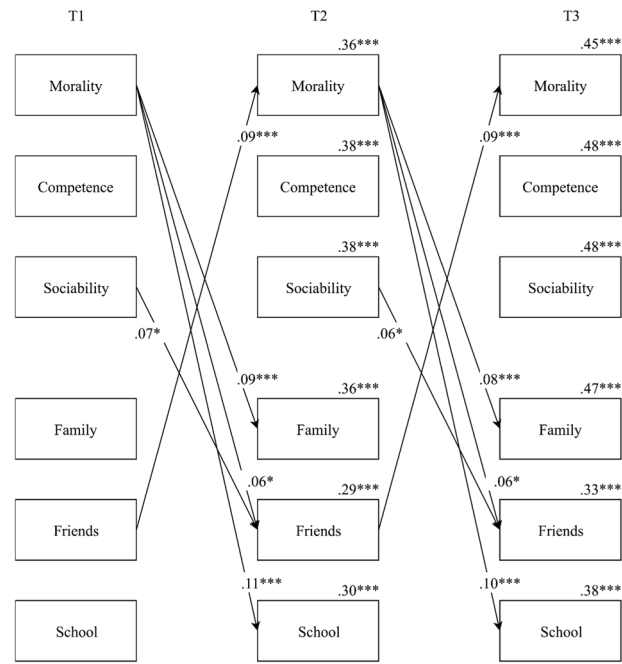 T1 T2 T3
.36*** .45***
Morality Morality Morality
.09*** .09***
.38*** .48***
Competence Competence Competence
.38*** .48***
Sociability Sociability Sociability
.07* .06*
.09*** .36*** .08*** .47***
Family Family Family
.06* .29*** .06* .33***
Friends Friends Friends
.11*** .30*** .10*** .38***
School School School